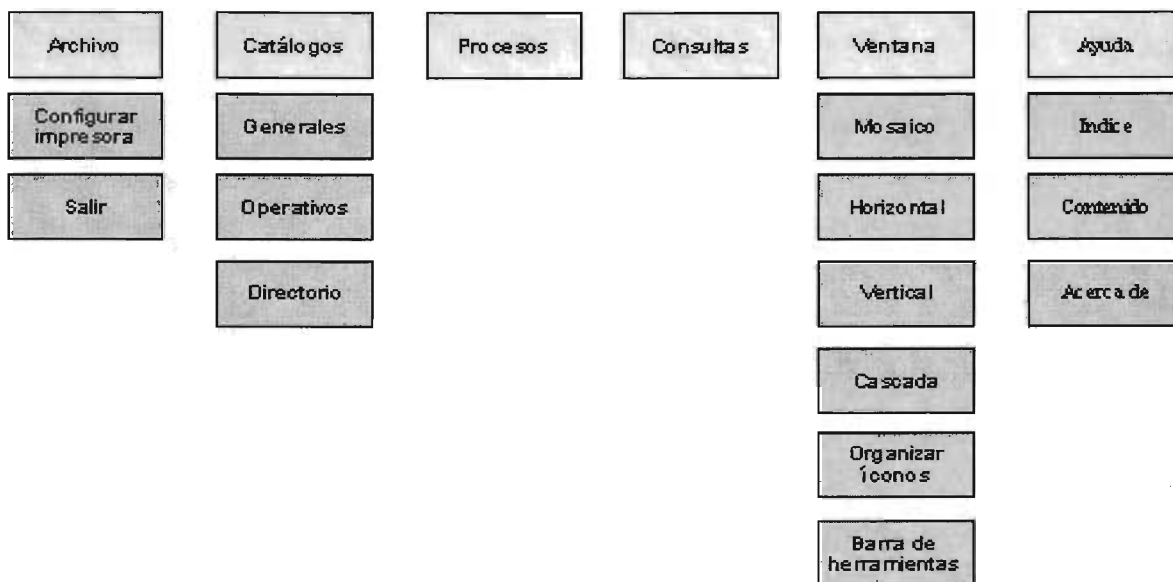 Archivo
Catálogos
Procesos
Consultas
Ventana
Ayuda
Configurar
impresora
Generales
Mosaico
Indice
Salir
Operativos
Horizontal
Contenido
Directorio
Vertical
Acerca de
Cascada
Organizar
íconos
Barra de
herramientas